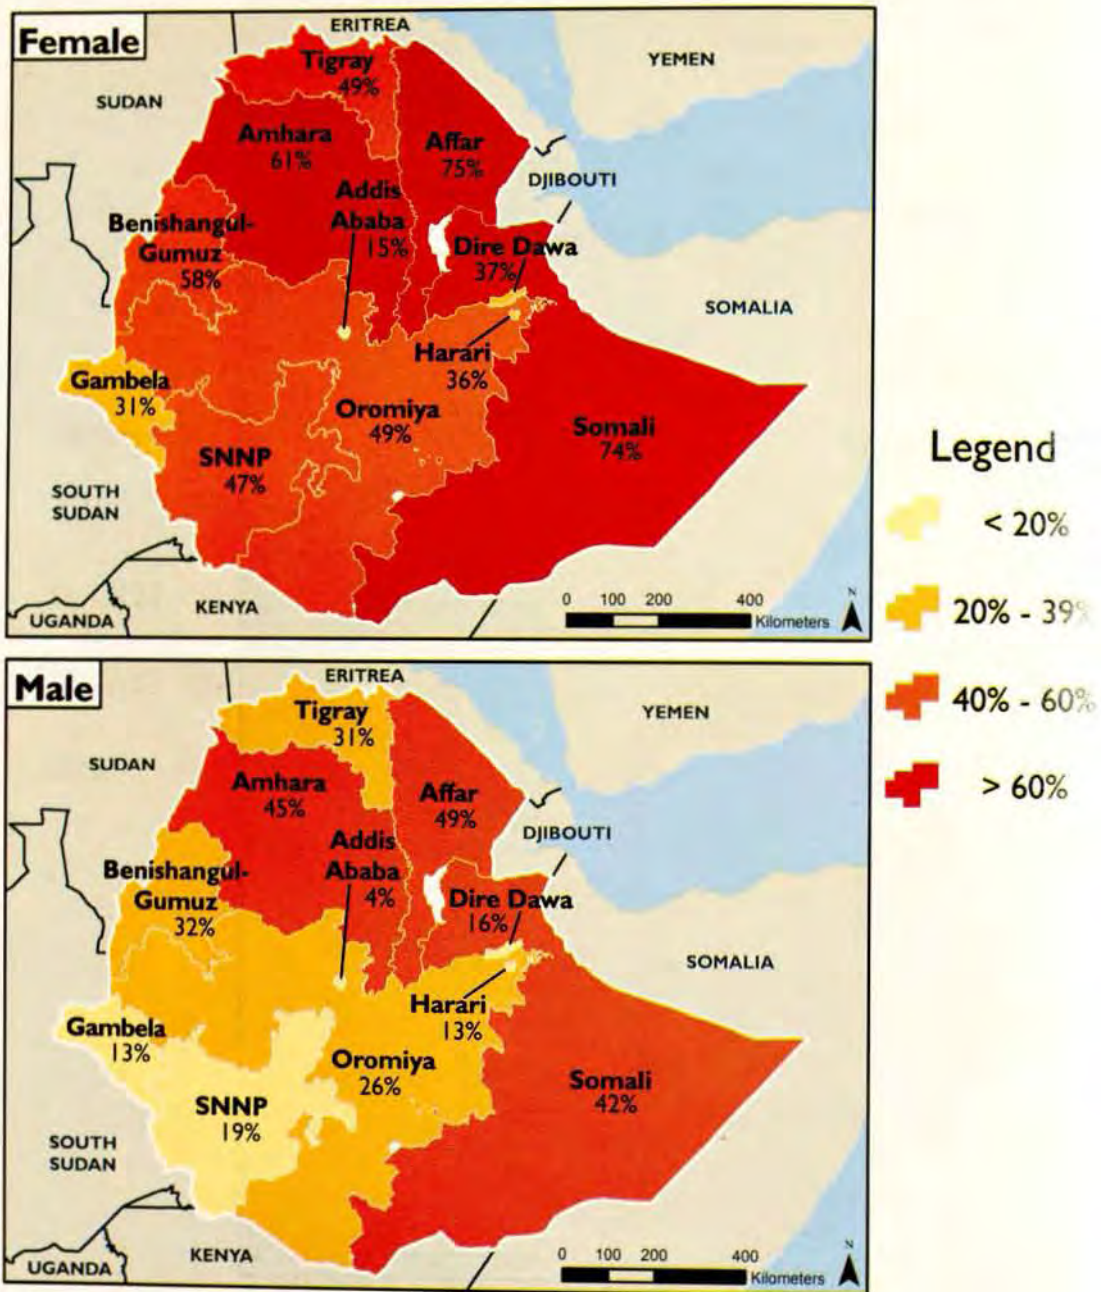 Female
ERITREA
YEMEN
SUDAN
Tigray
49%
Amhara
61%
Affar
75%
DJIBOUTI
Addis
Ababa
15%
Benishangul-
Gumuz
58%
Dire Dawa
37%
SOMALIA
Harari
36%
Gambela
31%
Oromiya
49%
Somali
74%
SNNP
47%
SOUTH
SUDAN
UGANDA
KENYA
0 100 200 400
Kilometers
N
Legend
< 20%
20% - 39%
40% - 60%
> 60%
Male
ERITREA
YEMEN
SUDAN
Tigray
31%
Amhara
45%
Affar
49%
DJIBOUTI
Addis
Ababa
4%
Benishangul-
Gumuz
32%
Dire Dawa
16%
SOMALIA
Harari
13%
Gambela
13%
Oromiya
26%
Somali
42%
SNNP
19%
SOUTH
SUDAN
UGANDA
KENYA
0 100 200 400
Kilometers
N